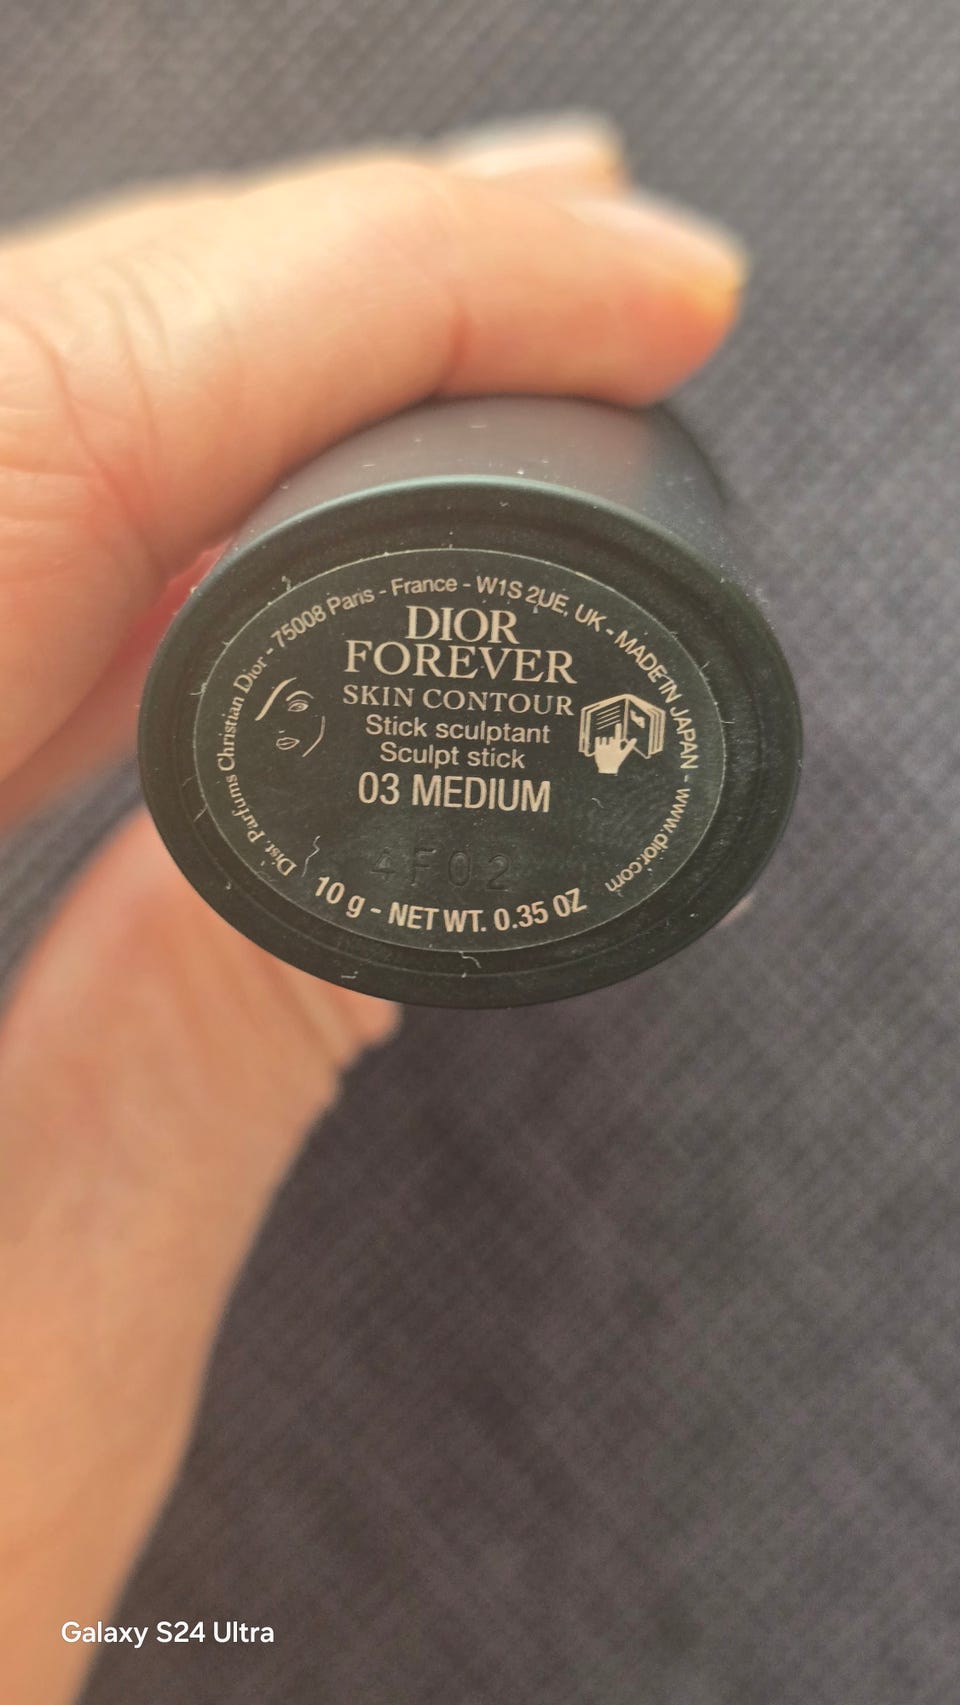 Dist. Parfums Christian Dior - 75008 Paris - France - W1S 2UE, UK - MADE IN JAPAN - www.dior.com
DIOR
FOREVER
SKIN CONTOUR
Stick sculptant
Sculpt stick
03 MEDIUM
4F02
10 g - NET WT. 0.35 OZ
Galaxy S24 Ultra